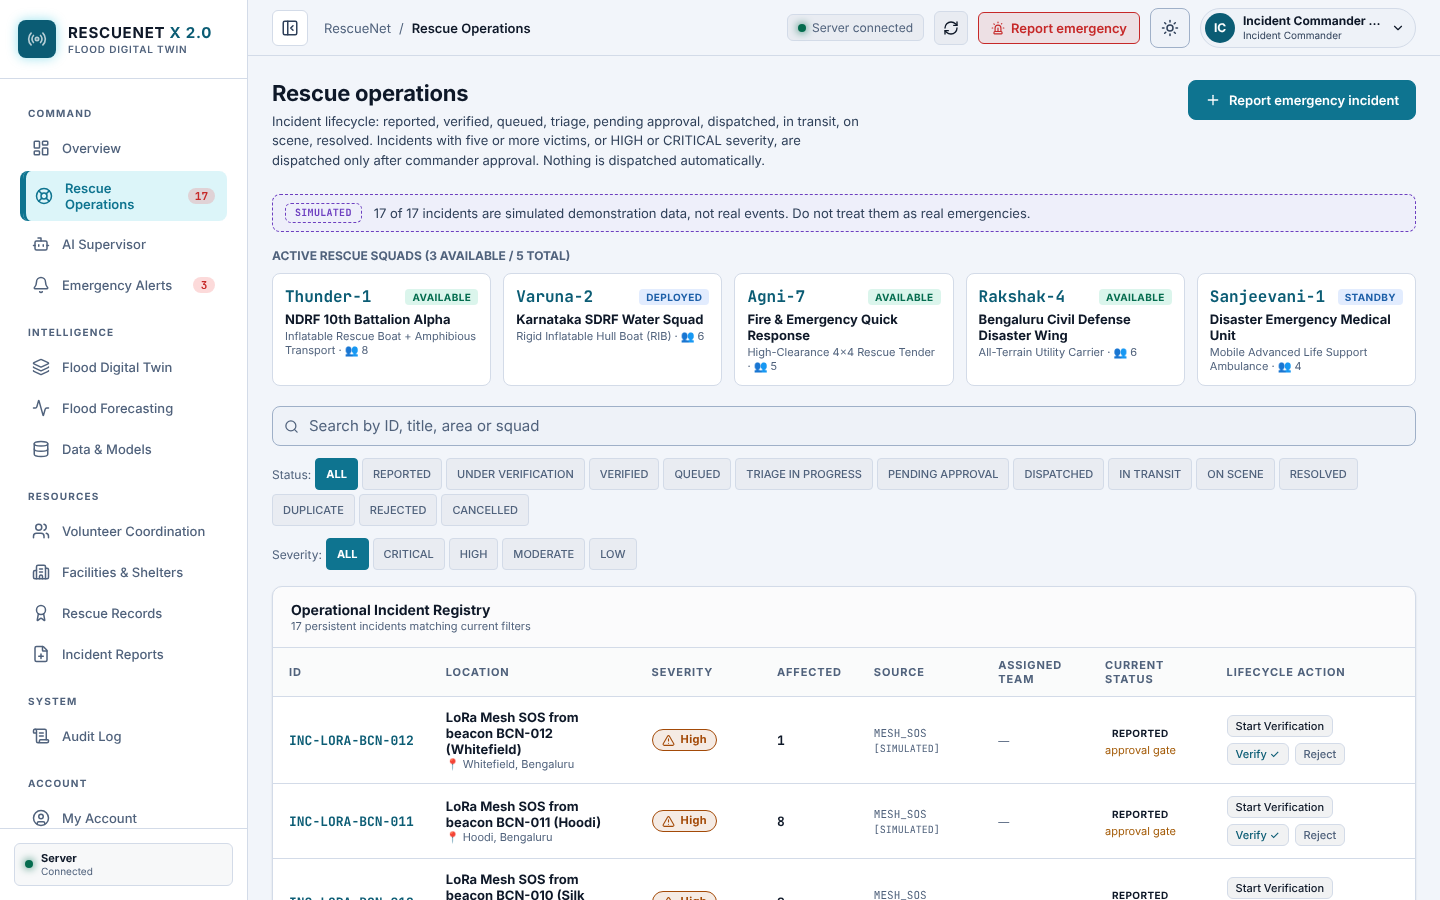 RESCUENET X 2.0
FLOOD DIGITAL TWIN
COMMAND
Overview
Rescue
Operations
17
AI Supervisor
Emergency Alerts
3
INTELLIGENCE
Flood Digital Twin
Flood Forecasting
Data & Models
RESOURCES
Volunteer Coordination
Facilities & Shelters
Rescue Records
Incident Reports
SYSTEM
Audit Log
ACCOUNT
My Account
Server
Connected
RescueNet / Rescue Operations
Server connected
Report emergency
IC
Incident Commander ...
Incident Commander
Rescue operations
Incident lifecycle: reported, verified, queued, triage, pending approval, dispatched, in transit, on
scene, resolved. Incidents with five or more victims, or HIGH or CRITICAL severity, are
dispatched only after commander approval. Nothing is dispatched automatically.
Report emergency incident
SIMULATED 17 of 17 incidents are simulated demonstration data, not real events. Do not treat them as real emergencies.
ACTIVE RESCUE SQUADS (3 AVAILABLE / 5 TOTAL)
Thunder-1 AVAILABLE
NDRF 10th Battalion Alpha
Inflatable Rescue Boat + Amphibious
Transport · 👥 8
Varuna-2 DEPLOYED
Karnataka SDRF Water Squad
Rigid Inflatable Hull Boat (RIB) · 👥 6
Agni-7 AVAILABLE
Fire & Emergency Quick
Response
High-Clearance 4×4 Rescue Tender
· 👥 5
Rakshak-4 AVAILABLE
Bengaluru Civil Defense
Disaster Wing
All-Terrain Utility Carrier · 👥 6
Sanjeevani-1 STANDBY
Disaster Emergency Medical
Unit
Mobile Advanced Life Support
Ambulance · 👥 4
Search by ID, title, area or squad
Status: ALL REPORTED UNDER VERIFICATION VERIFIED QUEUED TRIAGE IN PROGRESS PENDING APPROVAL DISPATCHED IN TRANSIT ON SCENE RESOLVED
DUPLICATE REJECTED CANCELLED
Severity: ALL CRITICAL HIGH MODERATE LOW
Operational Incident Registry
17 persistent incidents matching current filters
ID LOCATION SEVERITY AFFECTED SOURCE ASSIGNED TEAM CURRENT STATUS LIFECYCLE ACTION
INC-LORA-BCN-012
LoRa Mesh SOS from
beacon BCN-012
(Whitefield)
📍 Whitefield, Bengaluru
High
1
MESH_SOS
[SIMULATED]
—
REPORTED
approval gate
Start Verification
Verify ✓ Reject
INC-LORA-BCN-011
LoRa Mesh SOS from
beacon BCN-011 (Hoodi)
📍 Hoodi, Bengaluru
High
8
MESH_SOS
[SIMULATED]
—
REPORTED
approval gate
Start Verification
Verify ✓ Reject
LoRa Mesh SOS from
beacon BCN-010 (Silk
High
MESH_SOS
REPORTED
Start Verification